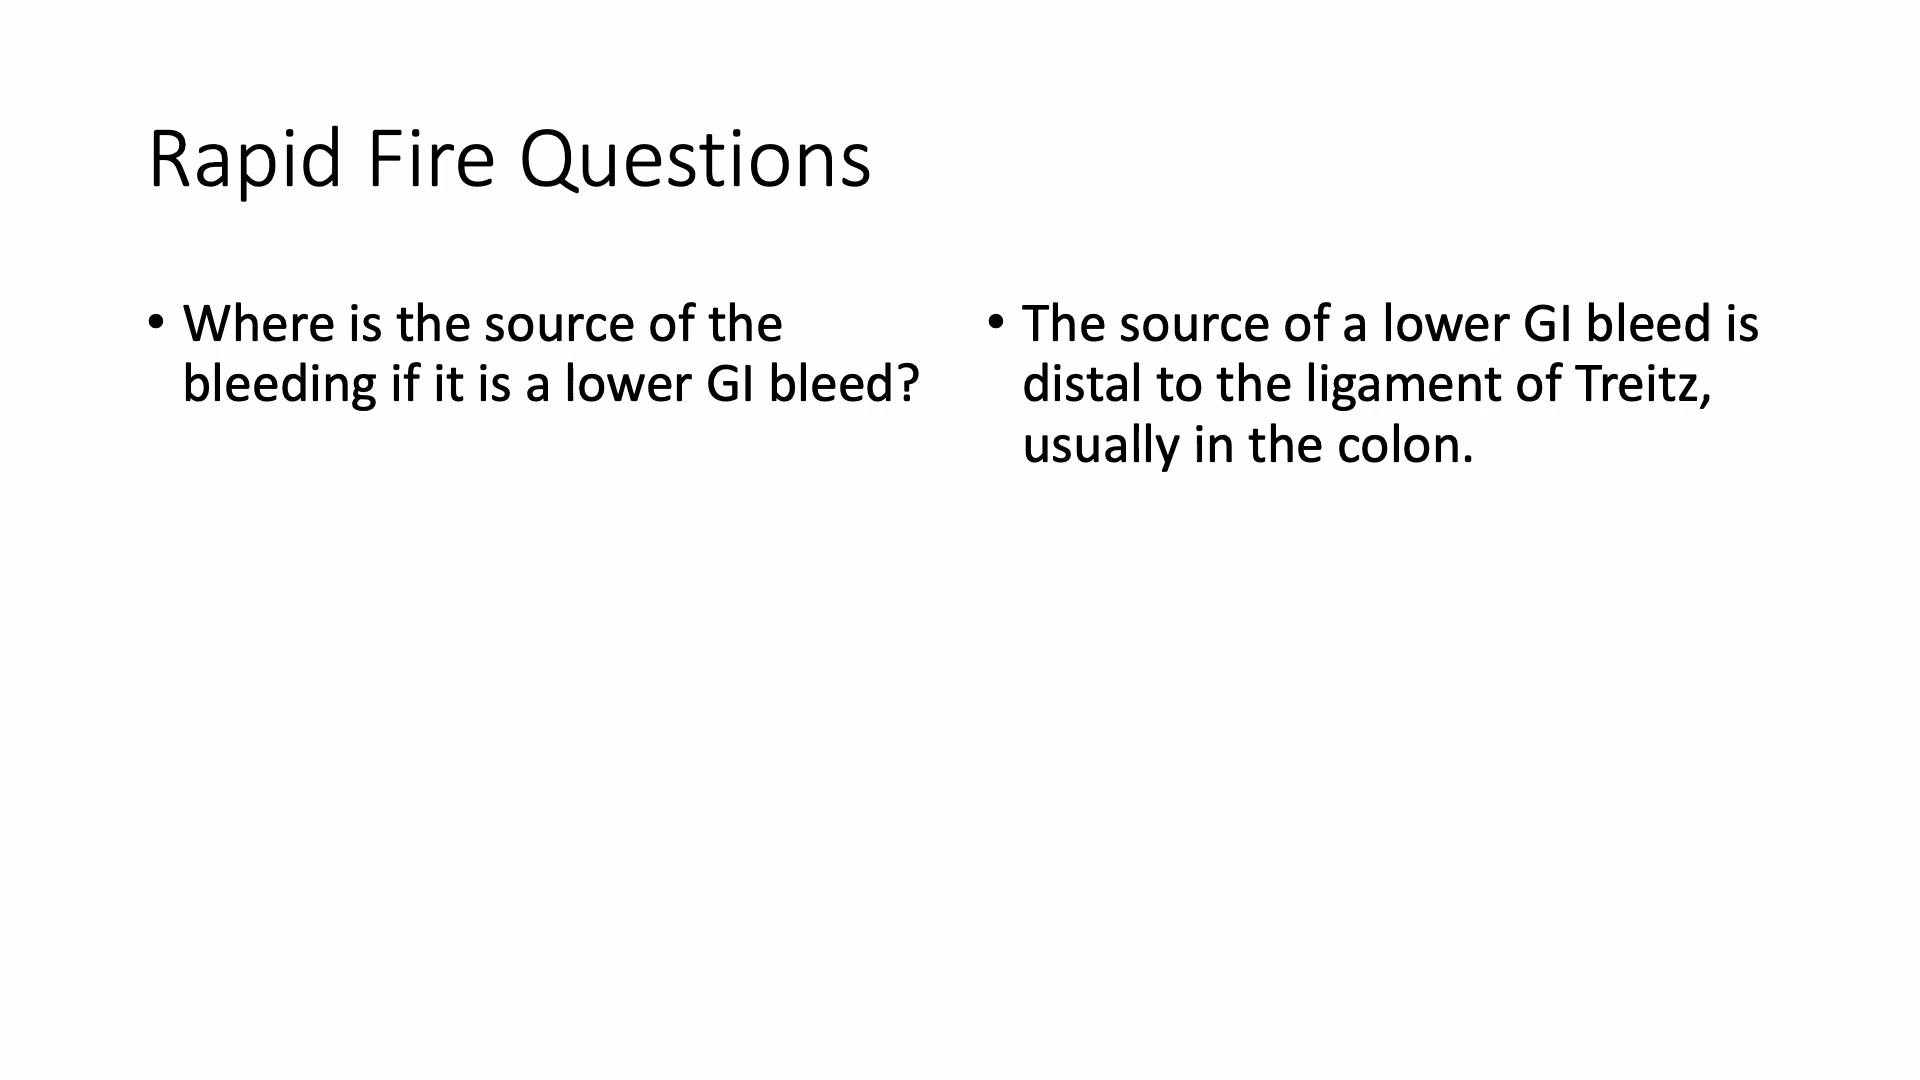 Rapid Fire Questions
• Where is the source of the
bleeding if it is a lower GI bleed?
• The source of a lower GI bleed is
distal to the ligament of Treitz,
usually in the colon.